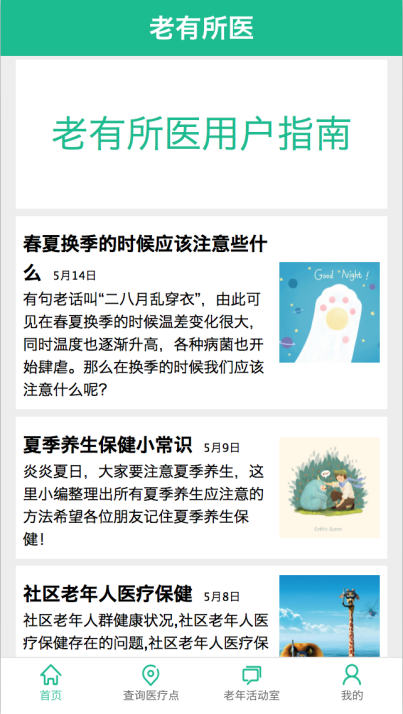 老有所医
老有所医用户指南
春夏换季的时候应该注意些什
么 5月14日
有句老话叫“二八月乱穿衣”，由此可
见在春夏换季的时候温差变化很大，
同时温度也逐渐升高，各种病菌也开
始肆虐。那么在换季的时候我们应该
注意什么呢？
Good Night !
夏季养生保健小常识 5月9日
炎炎夏日，大家要注意夏季养生，这
里小编整理出所有夏季养生应注意的
方法希望各位朋友记住夏季养生保
健！
社区老年人医疗保健 5月8日
社区老年人群健康状况,社区老年人医
疗保健存在的问题,社区老年人医疗保
首页
查询医疗点
老年活动室
我的